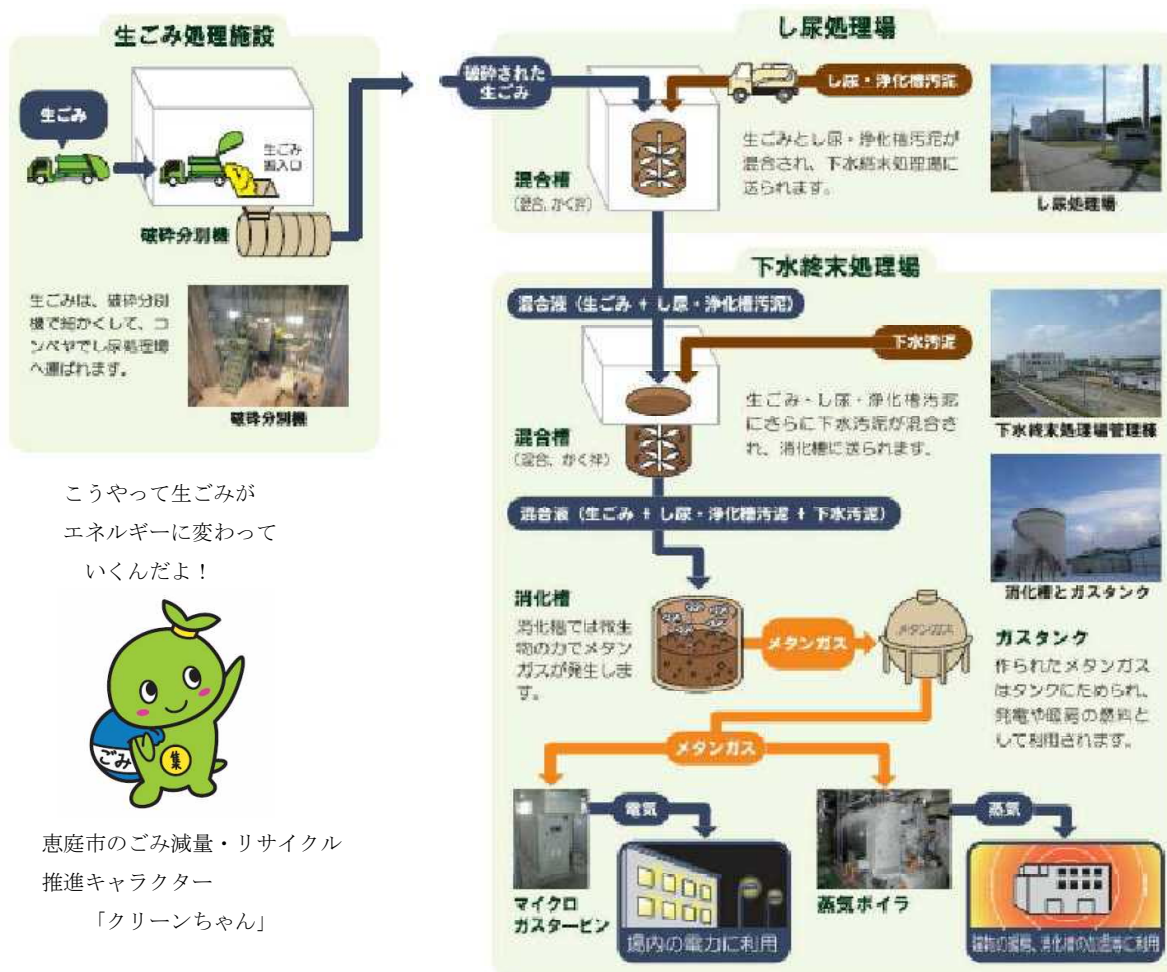 生ごみ処理施設
生ごみ
生ごみ
搬入口
破砕分別機
生ごみは、破砕分別
機で細かくして、コ
ンベヤでし尿処理場
へ運ばれます。
破砕分別機
こうやって生ごみが
エネルギーに変わって
いくんだよ！
ごみ
集
恵庭市のごみ減量・リサイクル
推進キャラクター
「クリーンちゃん」
し尿処理場
破砕された
生ごみ
し尿・浄化槽汚泥
混合槽
（混合、かく拌）
生ごみとし尿・浄化槽汚泥が
混合され、下水終末処理場に
送られます。
し尿処理場
下水終末処理場
混合液（生ごみ + し尿・浄化槽汚泥）
下水汚泥
混合槽
（混合、かく拌）
生ごみ・し尿・浄化槽汚泥
にさらに下水汚泥が混合さ
れ、消化槽に送られます。
下水終末処理場管理棟
混合液（生ごみ + し尿・浄化槽汚泥 + 下水汚泥）
消化槽とガスタンク
消化槽
消化槽では微生
物の力でメタン
ガスが発生しま
す。
メタンガス
メタンガス
ガスタンク
作られたメタンガス
はタンクにためられ、
発電や暖房の燃料と
して利用されます。
メタンガス
電気
蒸気
マイクロ
ガスタービン
場内の電力に利用
蒸気ボイラ
建物の暖房、消化槽の加温等に利用